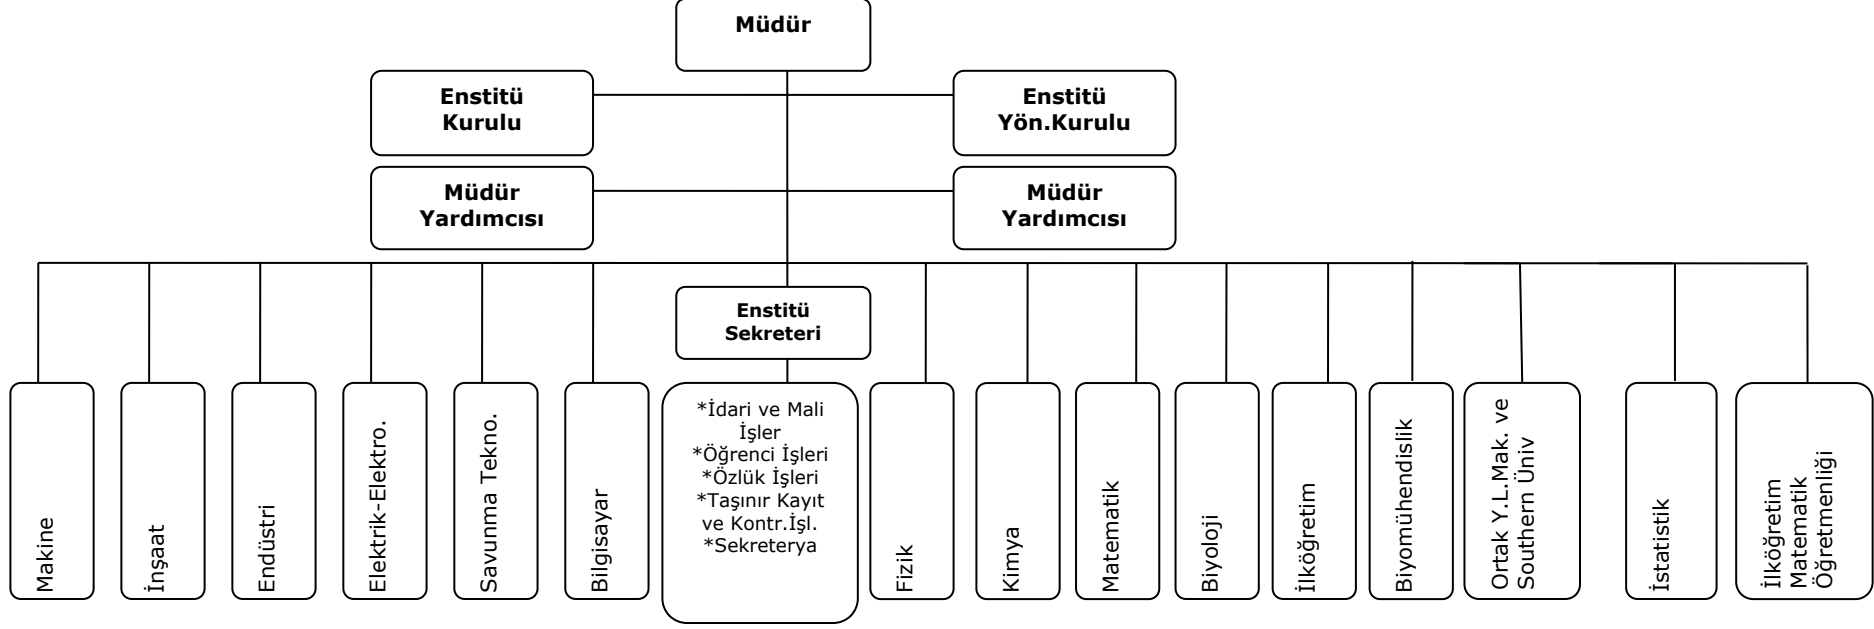 Müdür
Enstitü
Kurulu
Enstitü
Yön.Kurulu
Müdür
Yardımcısı
Müdür
Yardımcısı
Enstitü
Sekreteri
Makine
İnşaat
Endüstri
Elektrik-Elektro.
Savunma Tekno.
Bilgisayar
*İdari ve Mali
İşler
*Öğrenci İşleri
*Özlük İşleri
*Taşınır Kayıt
ve Kontr.İşl.
*Sekreterya
Fizik
Kimya
Matematik
Biyoloji
İlköğretim
Biyomühendislik
Ortak Y.L.Mak. ve
Southern Üniv
İstatistik
İlköğretim
Matematik
Öğretmenliği